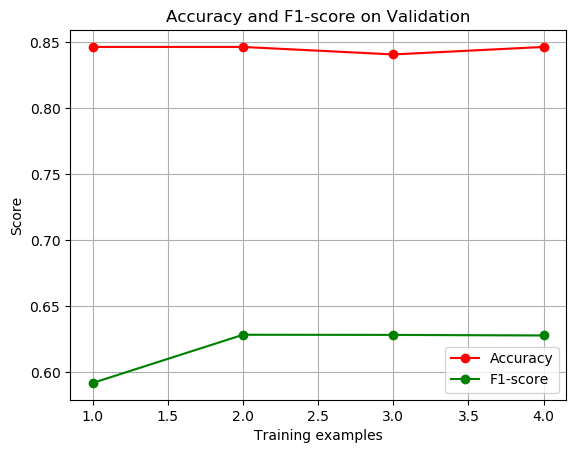 Accuracy and F1-score on Validation
0.85
0.80
0.75
0.70
0.65
0.60
Score
1.0 1.5 2.0 2.5 3.0 3.5 4.0
Training examples
Accuracy
F1-score